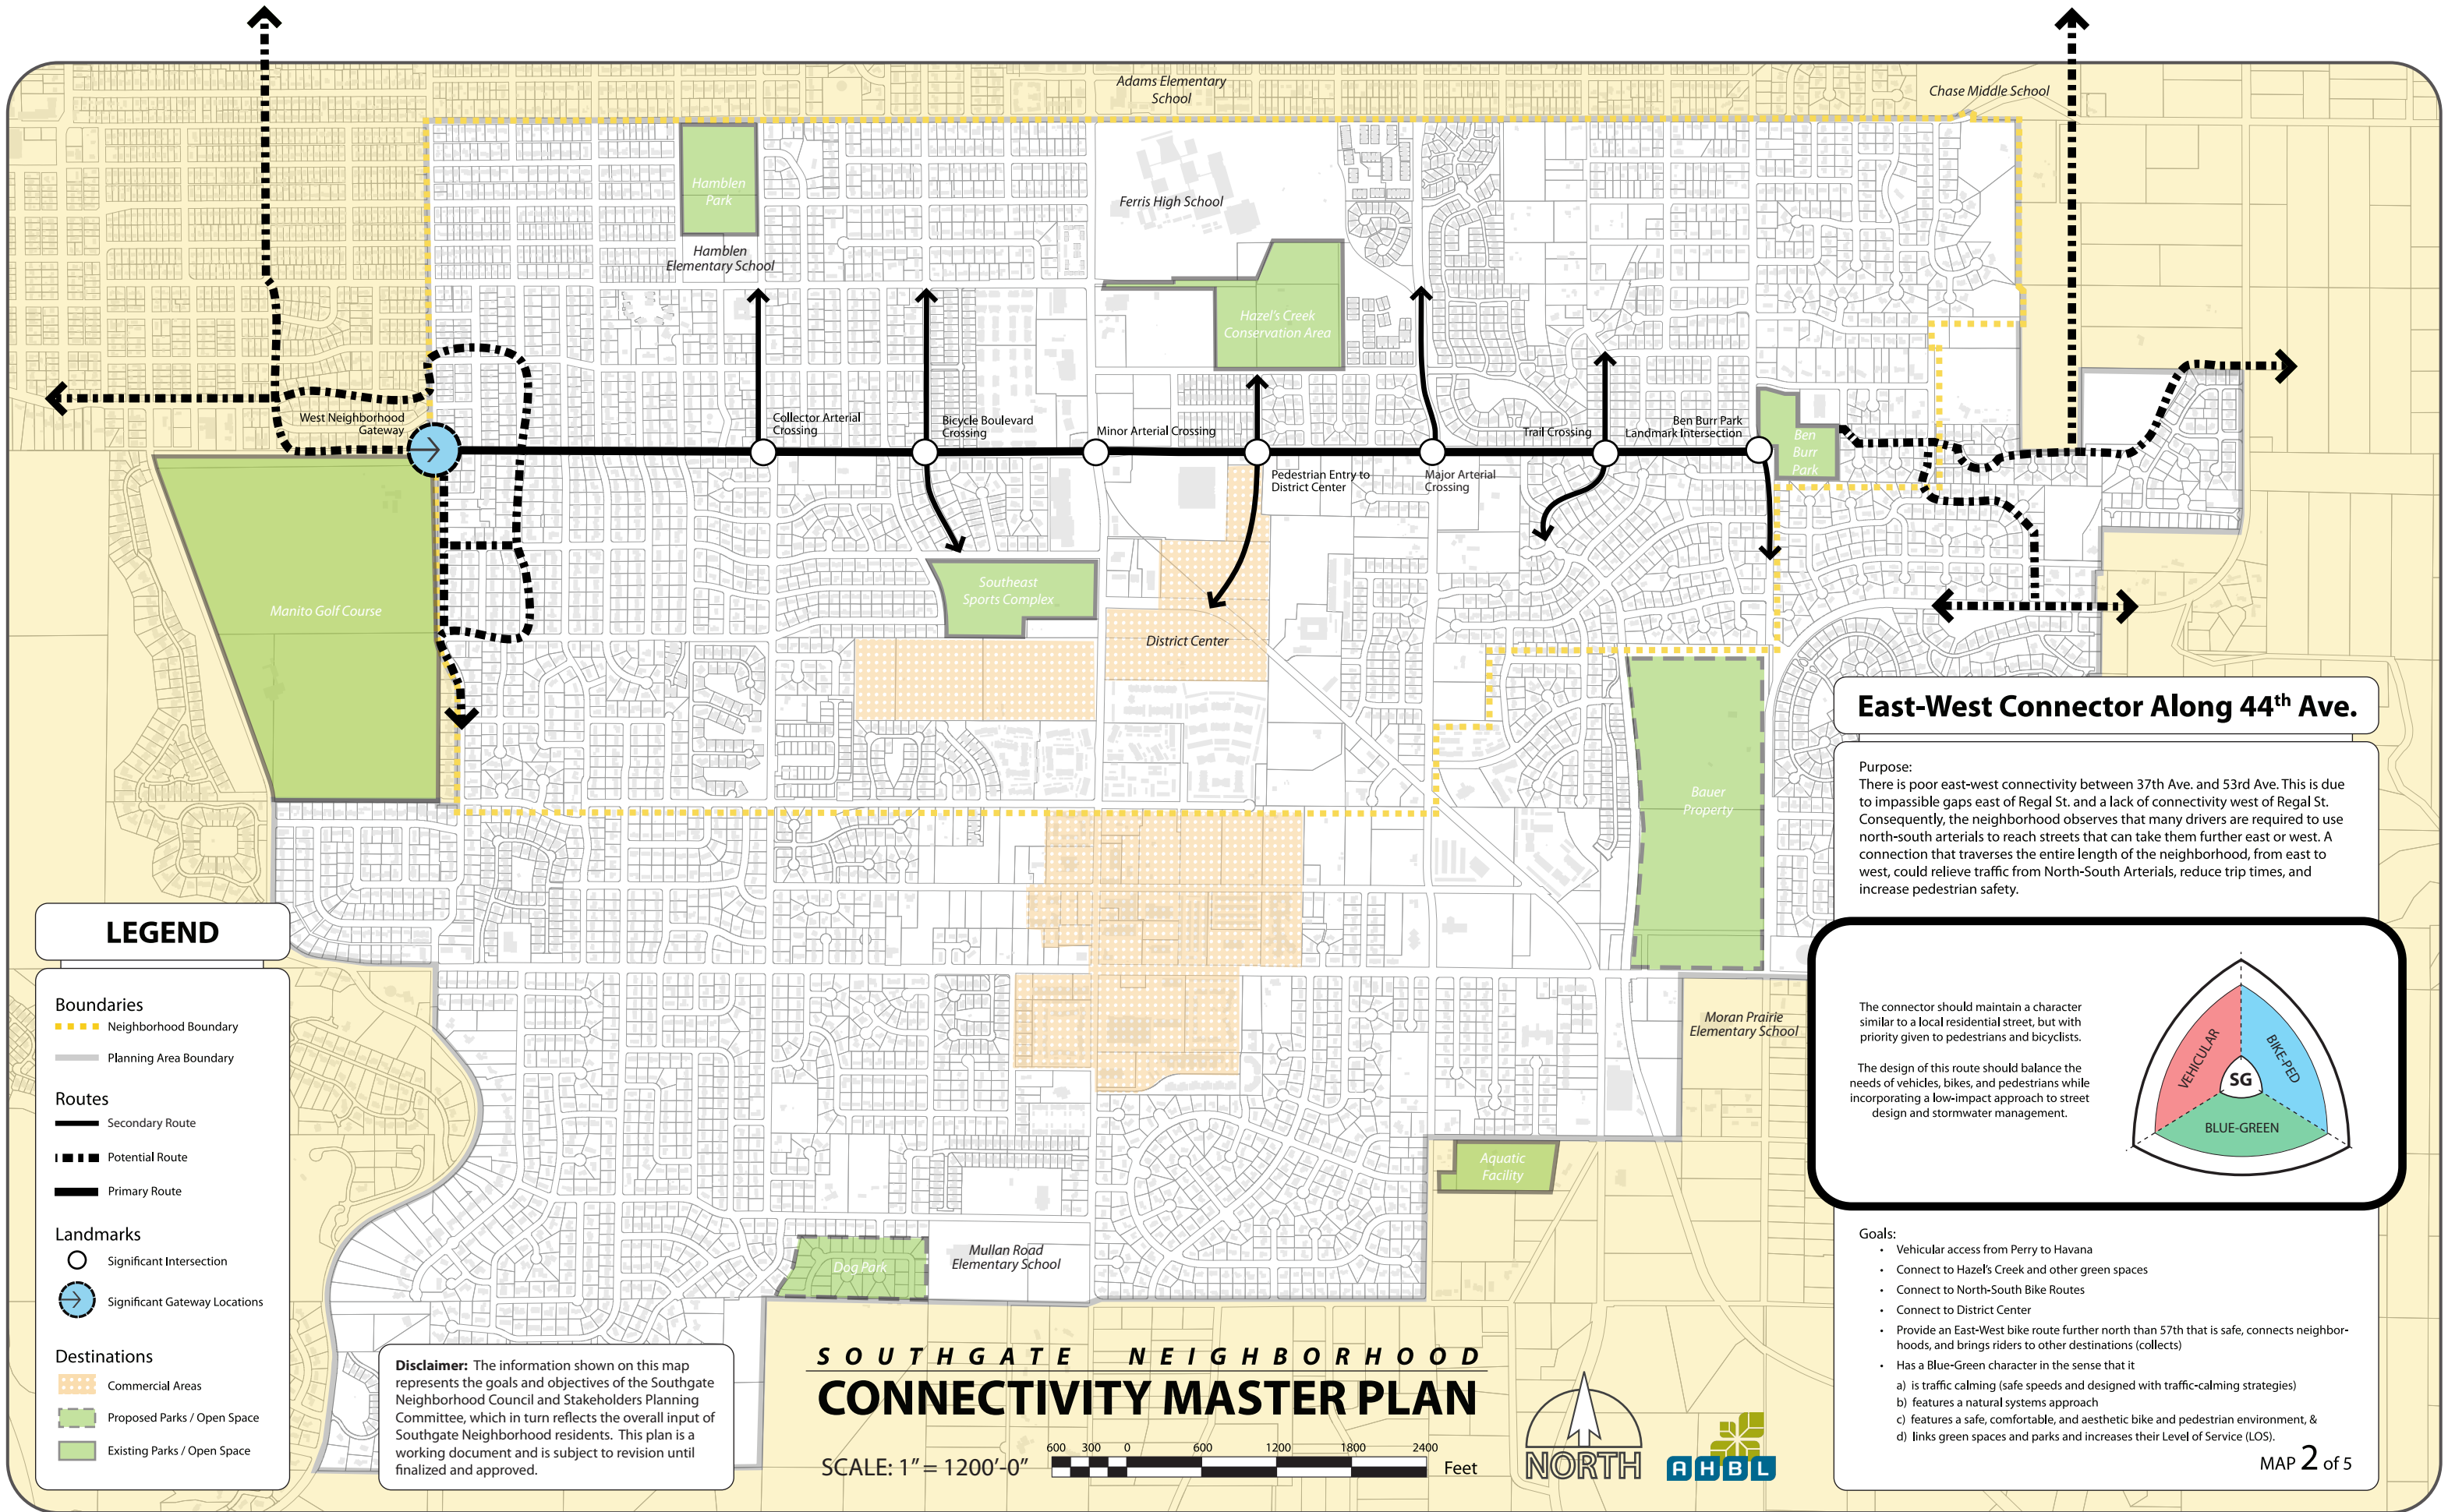 Adams Elementary
School
Chase Middle School
Hamblen
Park
Ferris High School
Hamblen
Elementary School
Hazel's Creek
Conservation Area
West Neighborhood
Gateway
Collector Arterial
Crossing
Bicycle Boulevard
Crossing
Minor Arterial Crossing
Pedestrian Entry to
District Center
Major Arterial
Crossing
Trail Crossing
Ben Burr Park
Landmark Intersection
Ben
Burr
Park
Manito Golf Course
Southeast
Sports Complex
District Center
Bauer
Property
Moran Prairie
Elementary School
Aquatic
Facility
Dog Park
Mullan Road
Elementary School
East-West Connector Along 44th Ave.
Purpose:
There is poor east-west connectivity between 37th Ave. and 53rd Ave. This is due
to impassible gaps east of Regal St. and a lack of connectivity west of Regal St.
Consequently, the neighborhood observes that many drivers are required to use
north-south arterials to reach streets that can take them further east or west. A
connection that traverses the entire length of the neighborhood, from east to
west, could relieve traffic from North-South Arterials, reduce trip times, and
increase pedestrian safety.
The connector should maintain a character
similar to a local residential street, but with
priority given to pedestrians and bicyclists.
The design of this route should balance the
needs of vehicles, bikes, and pedestrians while
incorporating a low-impact approach to street
design and stormwater management.
VEHICULAR
BIKE-PED
SG
BLUE-GREEN
Goals:
• Vehicular access from Perry to Havana
• Connect to Hazel's Creek and other green spaces
• Connect to North-South Bike Routes
• Connect to District Center
• Provide an East-West bike route further north than 57th that is safe, connects neighbor-
hoods, and brings riders to other destinations (collects)
• Has a Blue-Green character in the sense that it
a) is traffic calming (safe speeds and designed with traffic-calming strategies)
b) features a natural systems approach
c) features a safe, comfortable, and aesthetic bike and pedestrian environment, &
d) links green spaces and parks and increases their Level of Service (LOS).
MAP 2 of 5
LEGEND
Boundaries
Neighborhood Boundary
Planning Area Boundary
Routes
Secondary Route
Potential Route
Primary Route
Landmarks
Significant Intersection
Significant Gateway Locations
Destinations
Commercial Areas
Proposed Parks / Open Space
Existing Parks / Open Space
Disclaimer: The information shown on this map
represents the goals and objectives of the Southgate
Neighborhood Council and Stakeholders Planning
Committee, which in turn reflects the overall input of
Southgate Neighborhood residents. This plan is a
working document and is subject to revision until
finalized and approved.
SOUTHGATE NEIGHBORHOOD
CONNECTIVITY MASTER PLAN
600 300 0 600 1200 1800 2400
SCALE: 1" = 1200'-0"
Feet
NORTH
AHBL